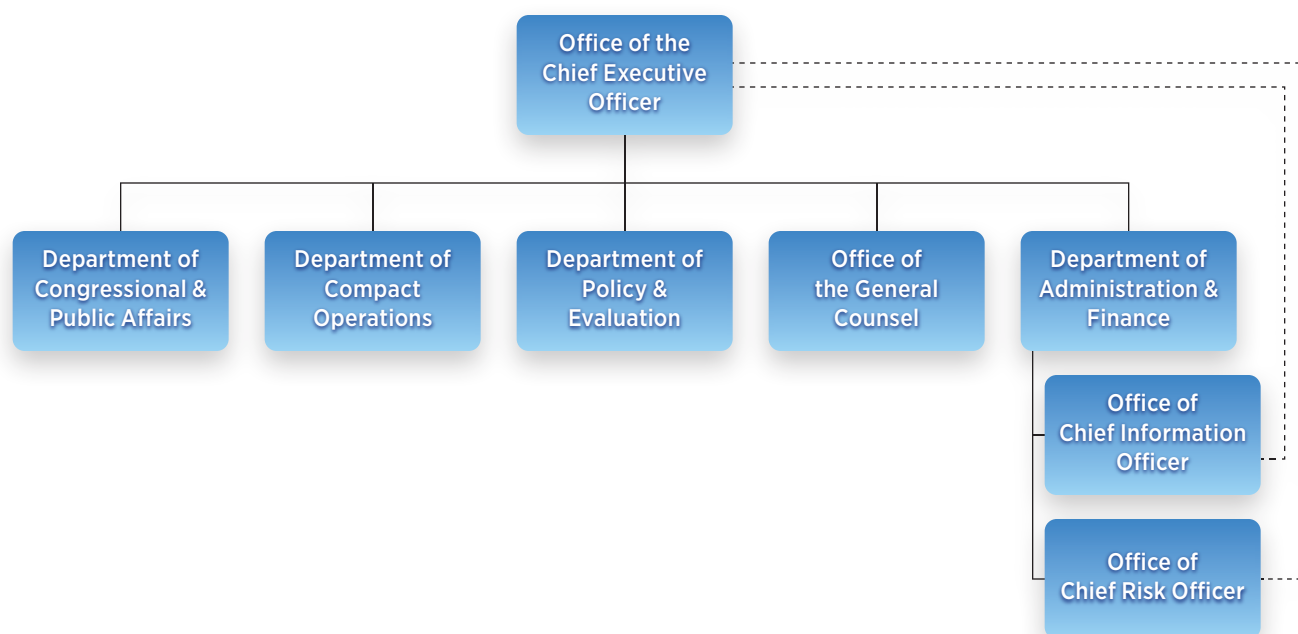 Office of the
Chief Executive
Officer
Department of
Congressional &
Public Affairs
Department of
Compact
Operations
Department of
Policy &
Evaluation
Office of
the General
Counsel
Department of
Administration &
Finance
Office of
Chief Information
Officer
Office of
Chief Risk Officer